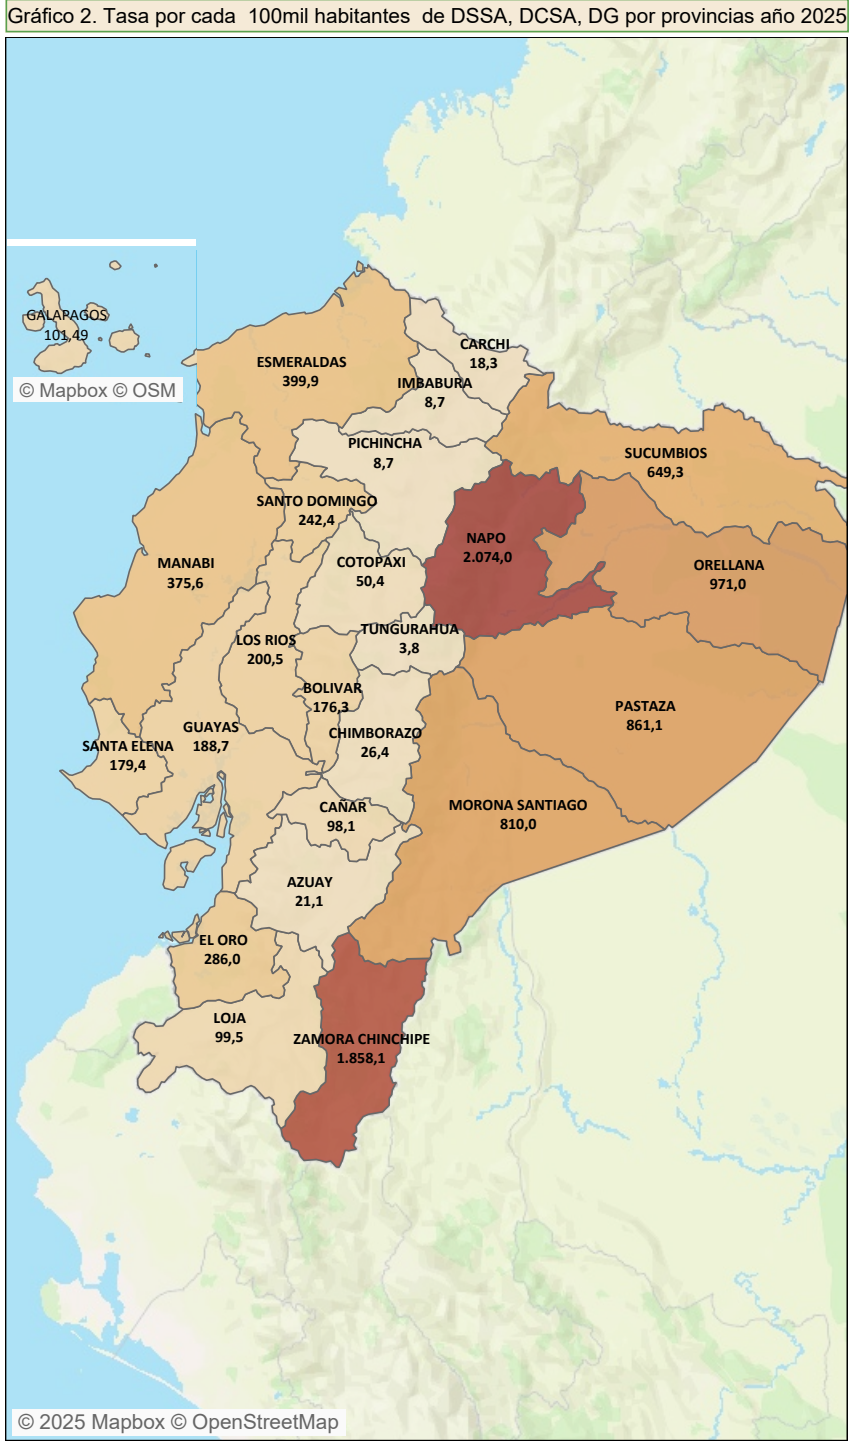 Gráfico 2. Tasa por cada 100mil habitantes de DSSA, DCSA, DG por provincias año 2025
GALAPAGOS
101,49
© Mapbox © OSM
ESMERALDAS
399,9
CARCHI
18,3
IMBABURA
8,7
PICHINCHA
8,7
SUCUMBIOS
649,3
SANTO DOMINGO
242,4
NAPO
2.074,0
MANABI
375,6
COTOPAXI
50,4
ORELLANA
971,0
TUNGURAHUA
3,8
LOS RIOS
200,5
BOLIVAR
176,3
PASTAZA
861,1
GUAYAS
188,7
CHIMBORAZO
26,4
SANTA ELENA
179,4
CAÑAR
98,1
MORONA SANTIAGO
810,0
AZUAY
21,1
EL ORO
286,0
LOJA
99,5
ZAMORA CHINCHIPE
1.858,1
© 2025 Mapbox © OpenStreetMap